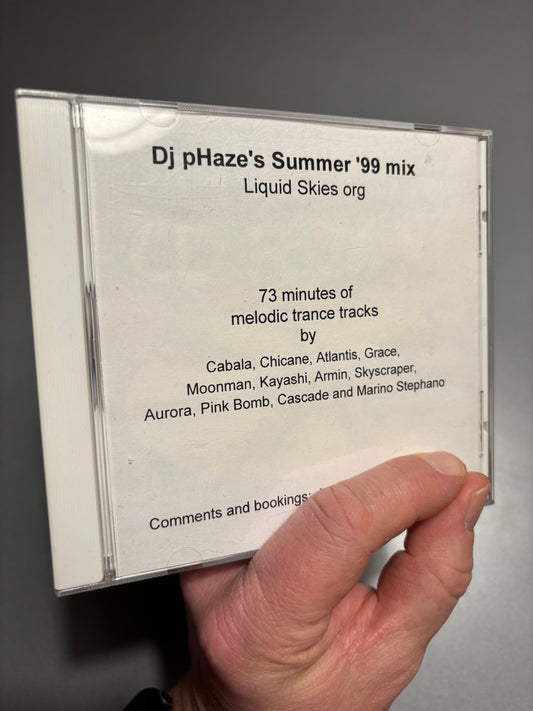 Dj pHaze's Summer '99 mix
Liquid Skies org
73 minutes of
melodic trance tracks
by
Cabala, Chicane, Atlantis, Grace,
Moonman, Kayashi, Armin, Skyscraper,
Aurora, Pink Bomb, Cascade and Marino Stephano
Comments and bookings: